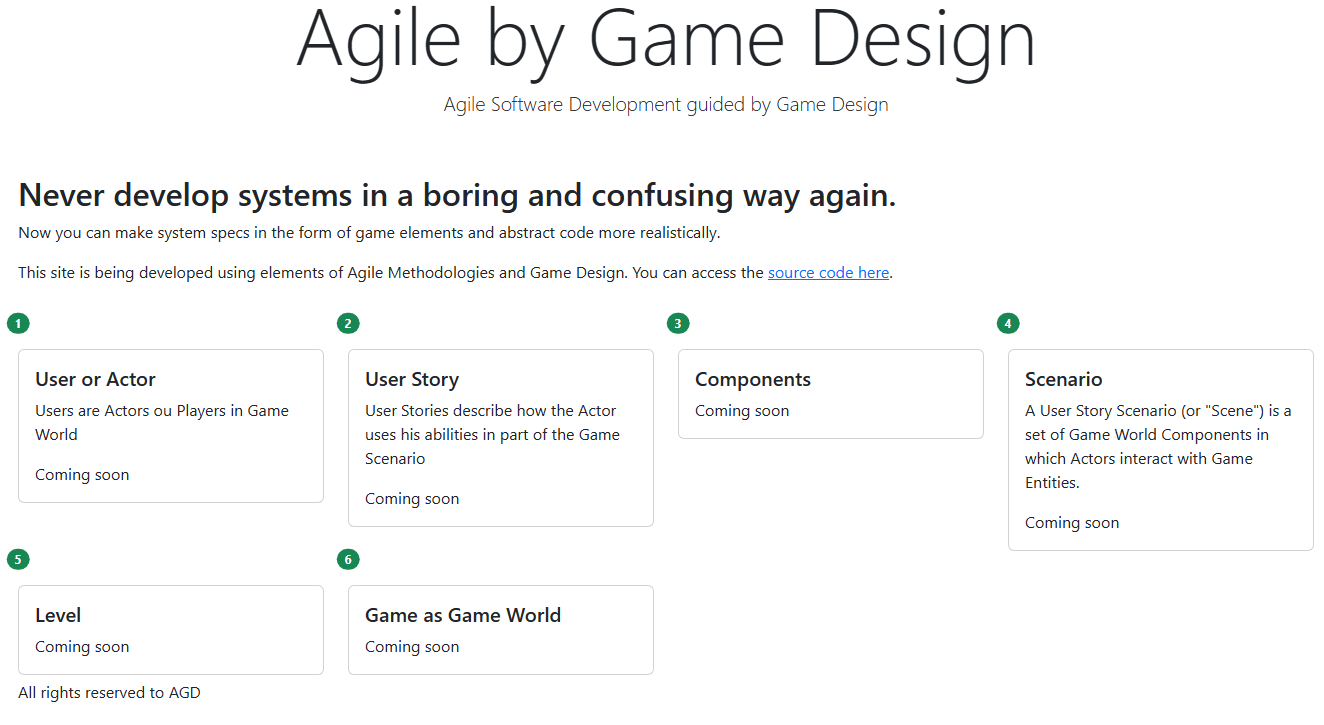 Agile by Game Design
Agile Software Development guided by Game Design
Never develop systems in a boring and confusing way again.
Now you can make system specs in the form of game elements and abstract code more realistically.
This site is being developed using elements of Agile Methodologies and Game Design. You can access the source code here.
1
User or Actor
Users are Actors ou Players in Game
World
Coming soon
2
User Story
User Stories describe how the Actor
uses his abilities in part of the Game
Scenario
Coming soon
3
Components
Coming soon
4
Scenario
A User Story Scenario (or "Scene") is a
set of Game World Components in
which Actors interact with Game
Entities.
Coming soon
5
Level
Coming soon
6
Game as Game World
Coming soon
All rights reserved to AGD